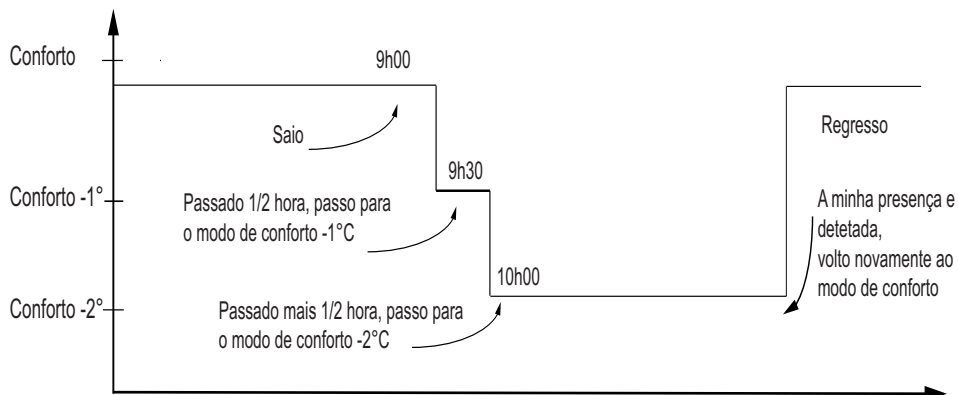 Conforto
9h00
Saio
Regresso
Conforto -1°
9h30
Passado 1/2 hora, passo para
o modo de conforto -1°C
A minha presença e
detetada,
volto novamente ao
modo de conforto
10h00
Conforto -2°
Passado mais 1/2 hora, passo para
o modo de conforto -2°C